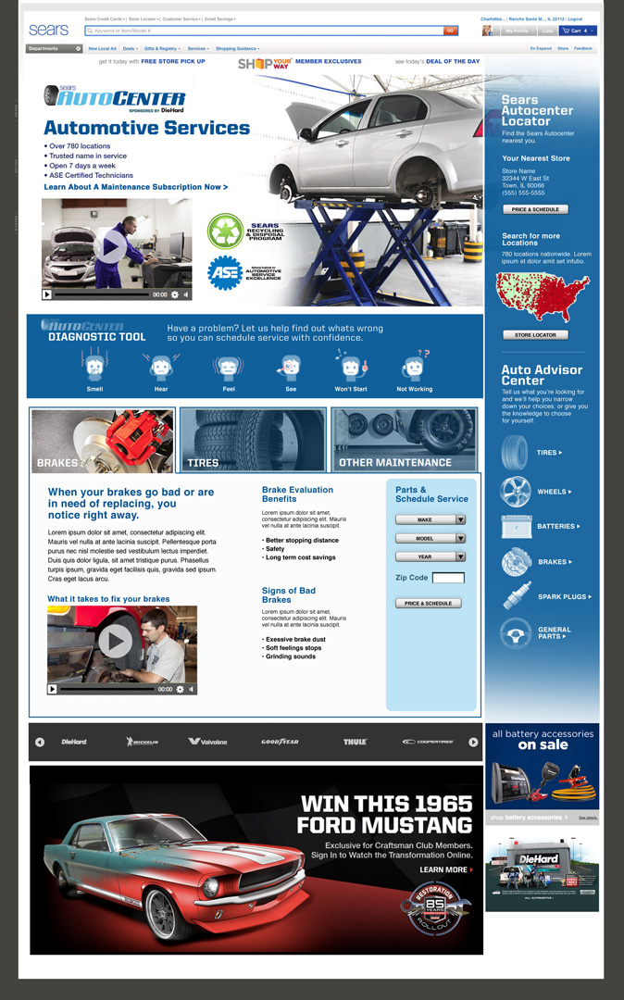 Sears Credit Cards | Store Locator | Customer Service | Email Savings
Charlotte... | Rancho Santa M..., IL 22112 | Logout
sears
Keyword or Item/Model #
GO
My Profile
Lists
Cart 4
Departments
New Local Ad
Deals
Gifts & Registry
Services
Shopping Guidance
En Espanol
Share
Feedback
get it today with FREE STORE PICK UP
SHOP YOUR WAY MEMBER EXCLUSIVES
see today's DEAL OF THE DAY
sears
AUTOCENTER
SPONSORED BY DieHard
Automotive Services
• Over 780 locations
• Trusted name in service
• Open 7 days a week
• ASE Certified Technicians
Learn About A Maintenance Subscription Now >
00:00
SEARS
RECYCLING
& DISPOSAL
PROGRAM
ASE
National Institute for
AUTOMOTIVE
SERVICE
EXCELLENCE
Sears
Autocenter
Locator
Find the Sears Autocenter
nearest you.
Your Nearest Store
Store Name
32344 W East St
Town, IL 60066
(555) 555-5555
PRICE & SCHEDULE
Search for more
Locations
780 locations nationwide. Lorem
ipsum et dolor amit set infutio.
STORE LOCATOR
Auto Advisor
Center
Tell us what you're looking for
and we'll help you narrow
down your choices, or give you
the knowledge to choose
for yourself.
TIRES
WHEELS
BATTERIES
BRAKES
SPARK PLUGS
GENERAL
PARTS
AUTOCENTER
DIAGNOSTIC TOOL
Have a problem? Let us help find out whats wrong
so you can schedule service with confidence.
Smell
Hear
Feel
See
Won't Start
Not Working
BRAKES
TIRES
OTHER MAINTENANCE
When your brakes go bad or are
in need of replacing, you
notice right away.
Lorem ipsum dolor sit amet, consectetur adipiscing elit.
Mauris vel nulla at ante lacinia suscipit. Pellentesque porta
purus nec nisl molestie sed vestibulum lectus imperdiet.
Duis quis dolor ligula, sit amet tristique purus. Phasellus
turpis ipsum, gravida eget facilisis quis, gravida sed ipsum.
Cras eget lacus arcu.
What it takes to fix your brakes
00:00
Brake Evaluation
Benefits
Lorem ipsum dolor sit amet,
consectetur adipiscing elit. Mauris
vel nulla at ante lacinia suscipit.
• Better stopping distance
• Safety
• Long term cost savings
Signs of Bad
Brakes
Lorem ipsum dolor sit amet,
consectetur adipiscing elit. Mauris
vel nulla at ante lacinia suscipit.
• Exessive brake dust
• Soft feelings stops
• Grinding sounds
Parts &
Schedule Service
MAKE
MODEL
YEAR
Zip Code
PRICE & SCHEDULE
DieHard
MICHELIN
Valvoline
GOODYEAR
THULE
COOPERTIRES
all battery accessories
on sale
shop battery accessories
DieHard
WIN THIS 1965
FORD MUSTANG
Exclusive for Craftsman Club Members.
Sign In to Watch the Transformation Online.
LEARN MORE
RESTORATION
85
YEARS
ROLLOUT